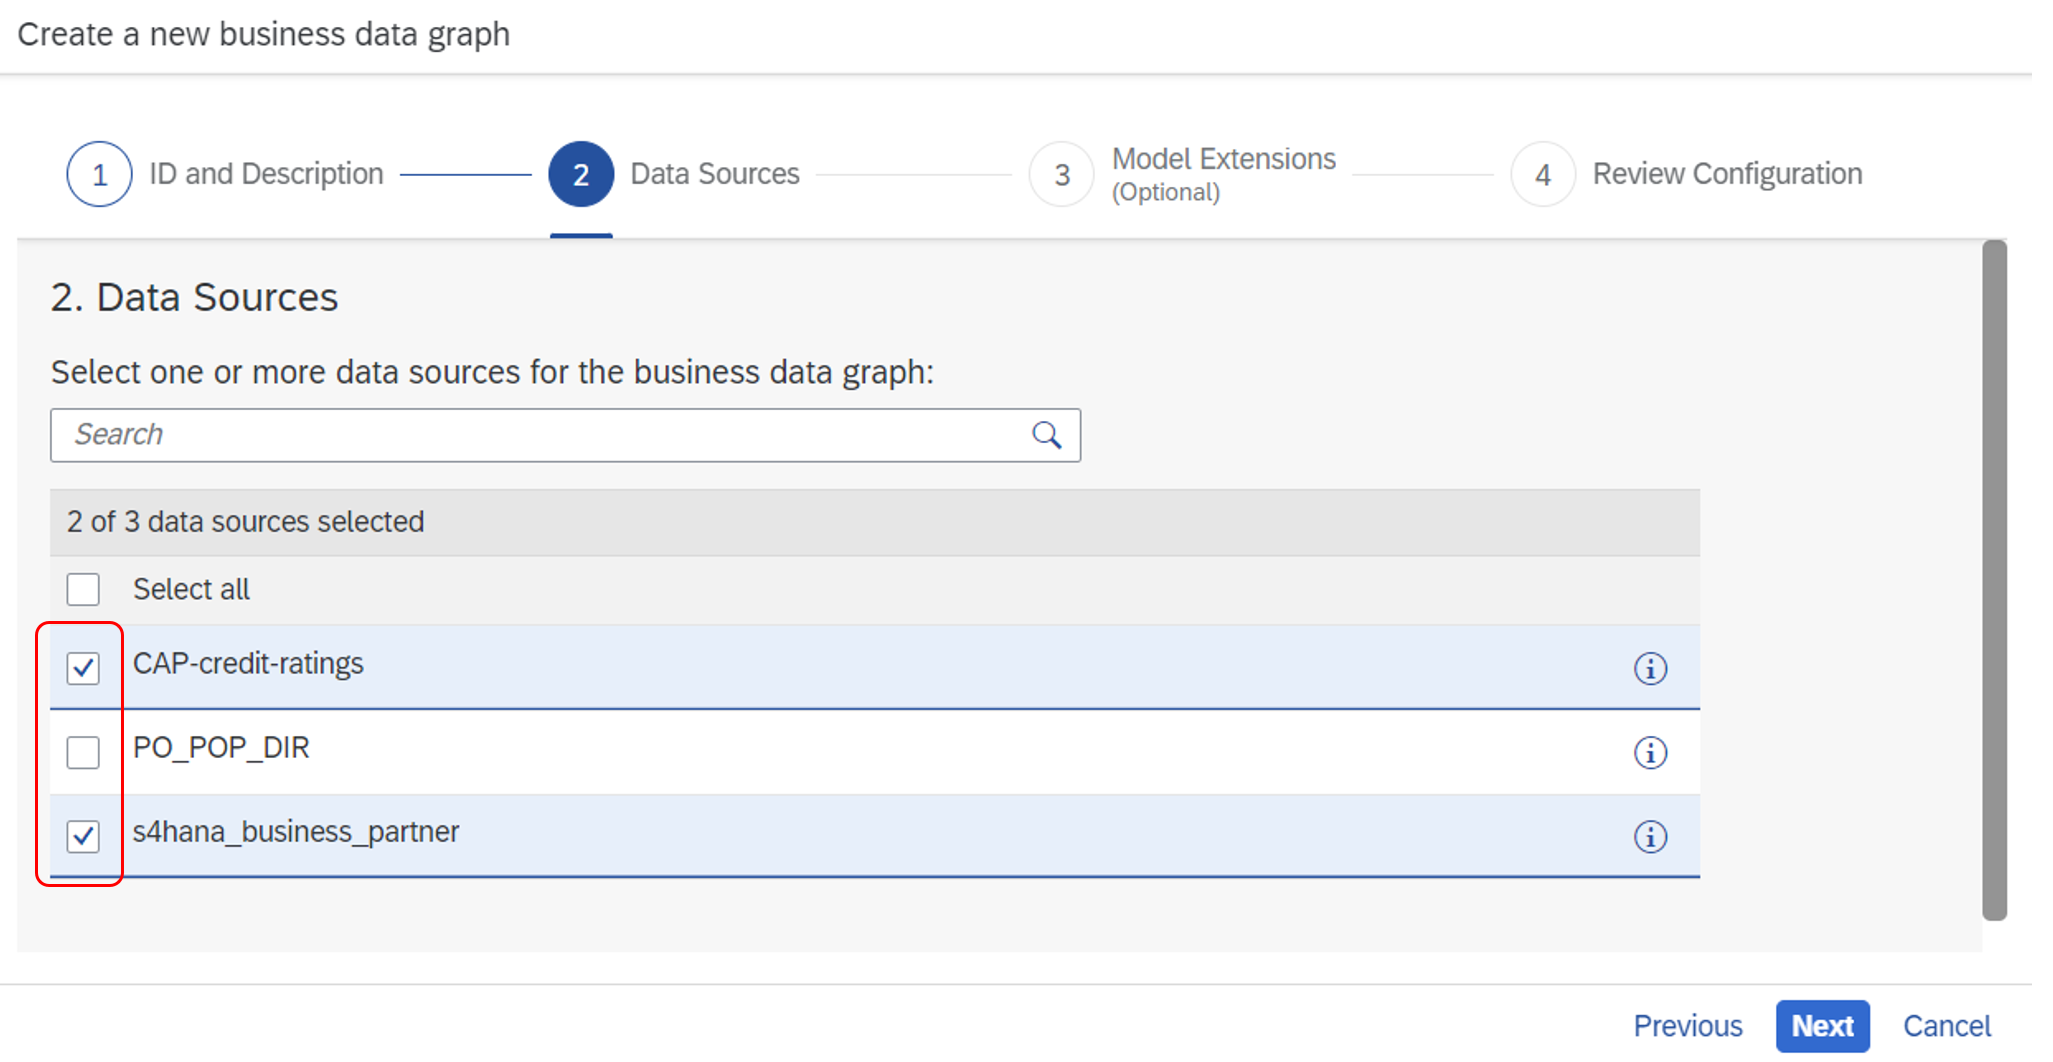 Create a new business data graph
1 ID and Description
2 Data Sources
3 Model Extensions
(Optional)
4 Review Configuration
2. Data Sources
Select one or more data sources for the business data graph:
Search
2 of 3 data sources selected
Select all
CAP-credit-ratings
PO_POP_DIR
s4hana_business_partner
Previous Next Cancel